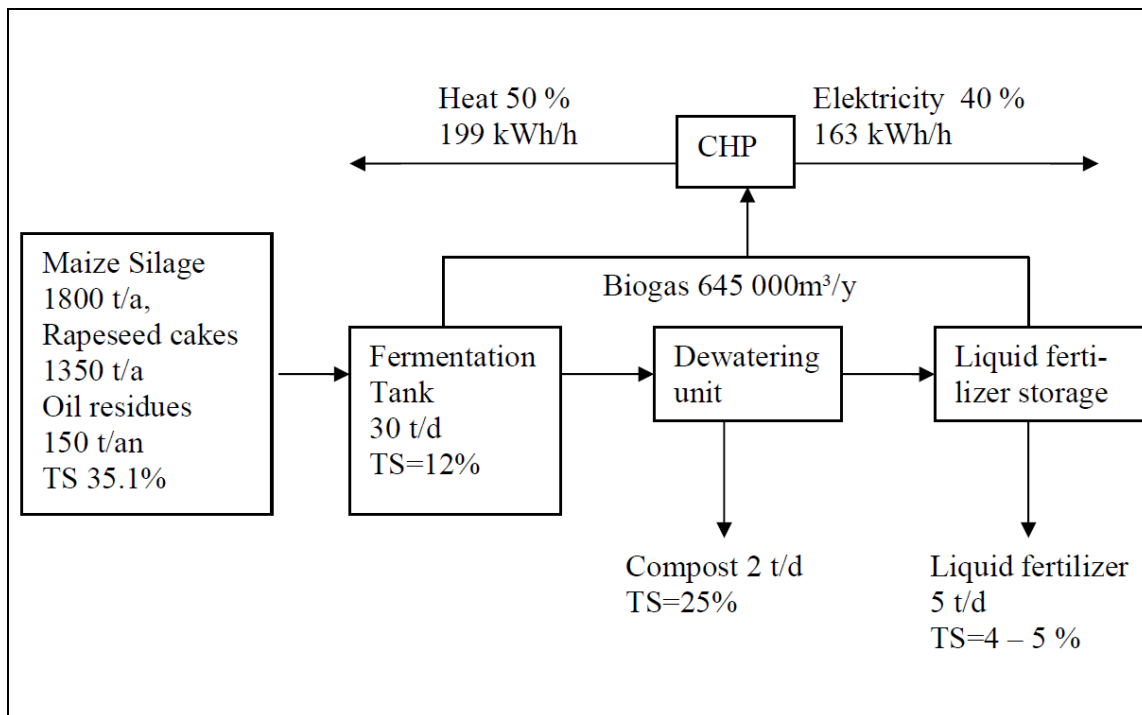 Heat 50 %
199 kWh/h
Elektricity  40 %
163 kWh/h
CHP
Maize Silage
1800 t/a,
Rapeseed cakes
1350 t/a
Oil residues
150 t/an
TS 35.1%
Biogas 645 000m³/y
Fermentation
Tank
30 t/d
TS=12%
Dewatering
unit
Liquid ferti-
lizer storage
Compost 2 t/d
TS=25%
Liquid fertilizer
5 t/d
TS=4 – 5 %